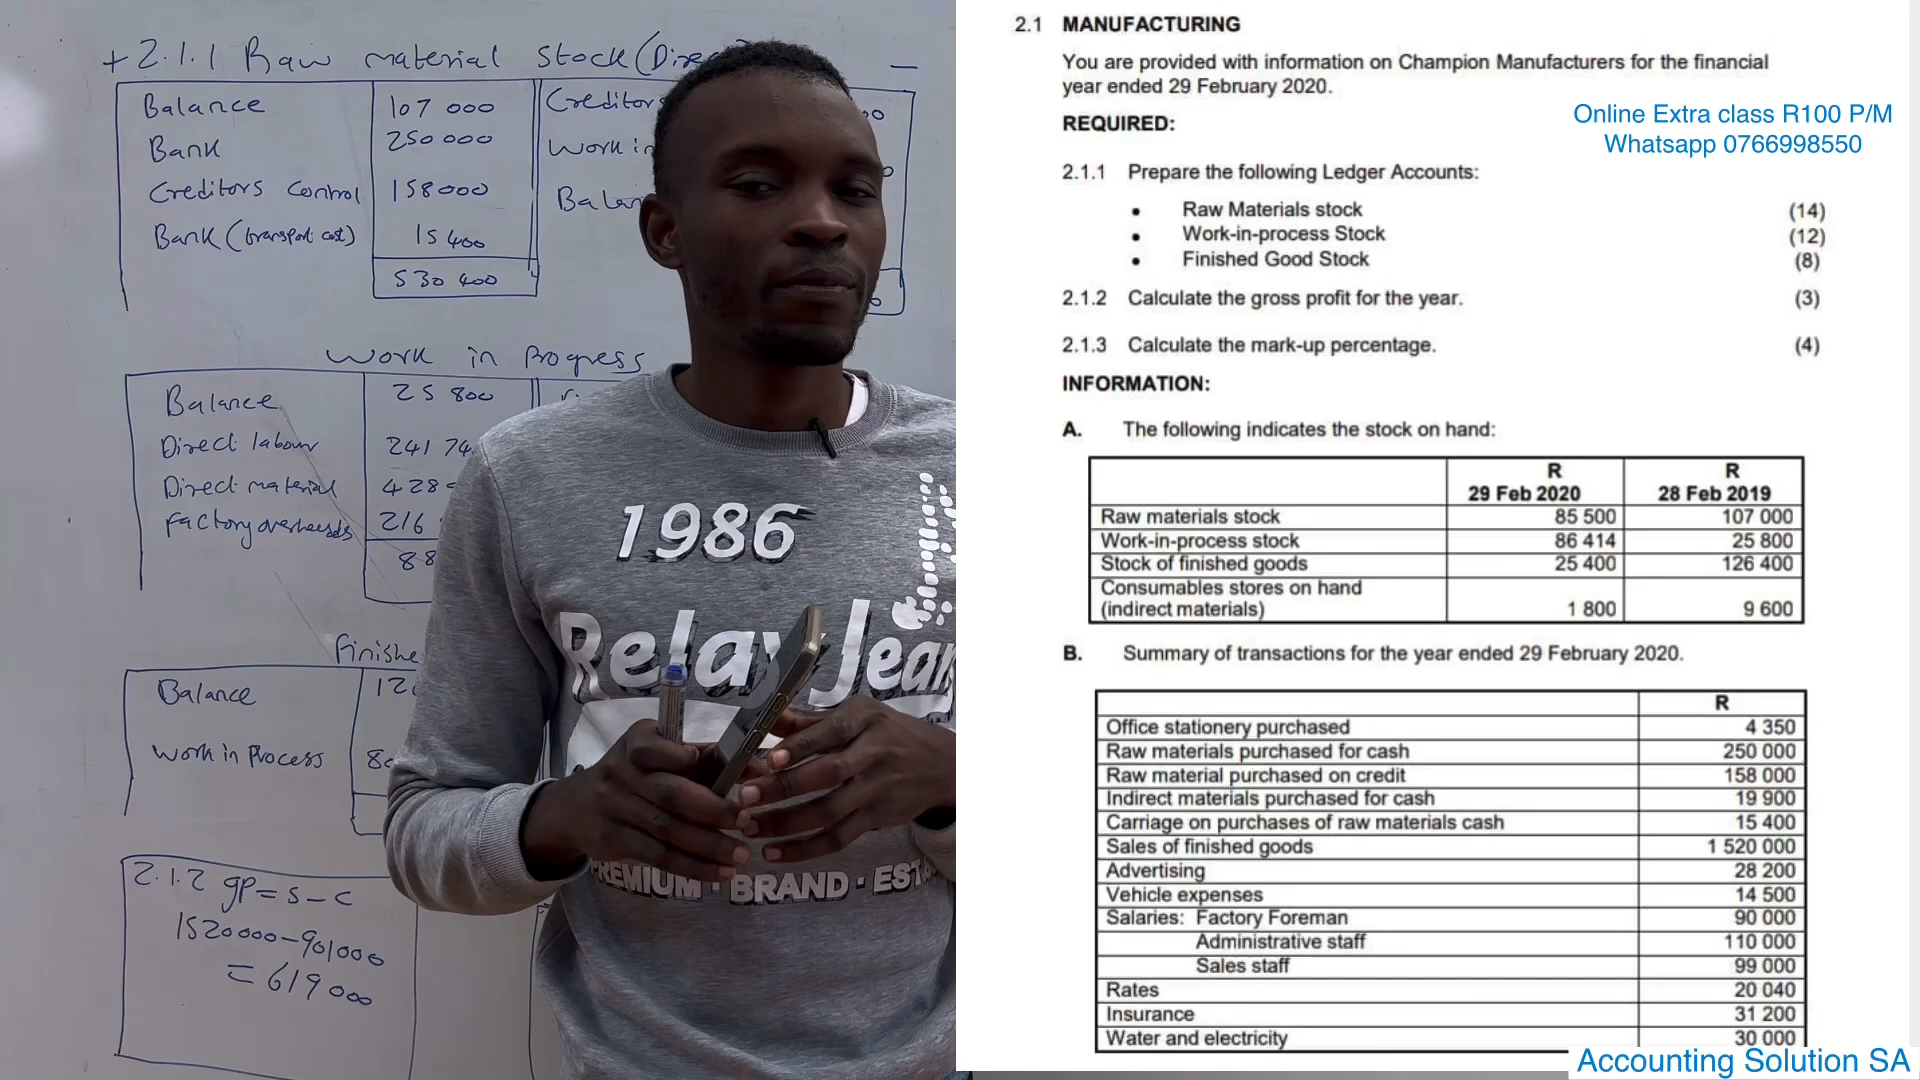 + 2.1.1 Raw material stock (Dire
Balance 107 000 Creditors
Bank 250 000 Work in
Creditors Control 158000 Balan
Bank (transport cost) 15 400
530 400
Work in Progress
Balance 25 800
Direct labour 241 74
Direct material 428
Factory overheads 216
88
Finishe
Balance 12
Work in Process 80
2.1.2 gp = s - c
1520000 - 901000
= 619 000
1986
Relax Jean
PREMIUM · BRAND · EST
2.1 MANUFACTURING
You are provided with information on Champion Manufacturers for the financial
year ended 29 February 2020.
Online Extra class R100 P/M
Whatsapp 0766998550
REQUIRED:
2.1.1 Prepare the following Ledger Accounts:
• Raw Materials stock (14)
• Work-in-process Stock (12)
• Finished Good Stock (8)
2.1.2 Calculate the gross profit for the year. (3)
2.1.3 Calculate the mark-up percentage. (4)
INFORMATION:
A. The following indicates the stock on hand:
R R
29 Feb 2020 28 Feb 2019
Raw materials stock 85 500 107 000
Work-in-process stock 86 414 25 800
Stock of finished goods 25 400 126 400
Consumables stores on hand
(indirect materials) 1 800 9 600
B. Summary of transactions for the year ended 29 February 2020.
R
Office stationery purchased 4 350
Raw materials purchased for cash 250 000
Raw material purchased on credit 158 000
Indirect materials purchased for cash 19 900
Carriage on purchases of raw materials cash 15 400
Sales of finished goods 1 520 000
Advertising 28 200
Vehicle expenses 14 500
Salaries: Factory Foreman 90 000
Administrative staff 110 000
Sales staff 99 000
Rates 20 040
Insurance 31 200
Water and electricity 30 000
Accounting Solution SA